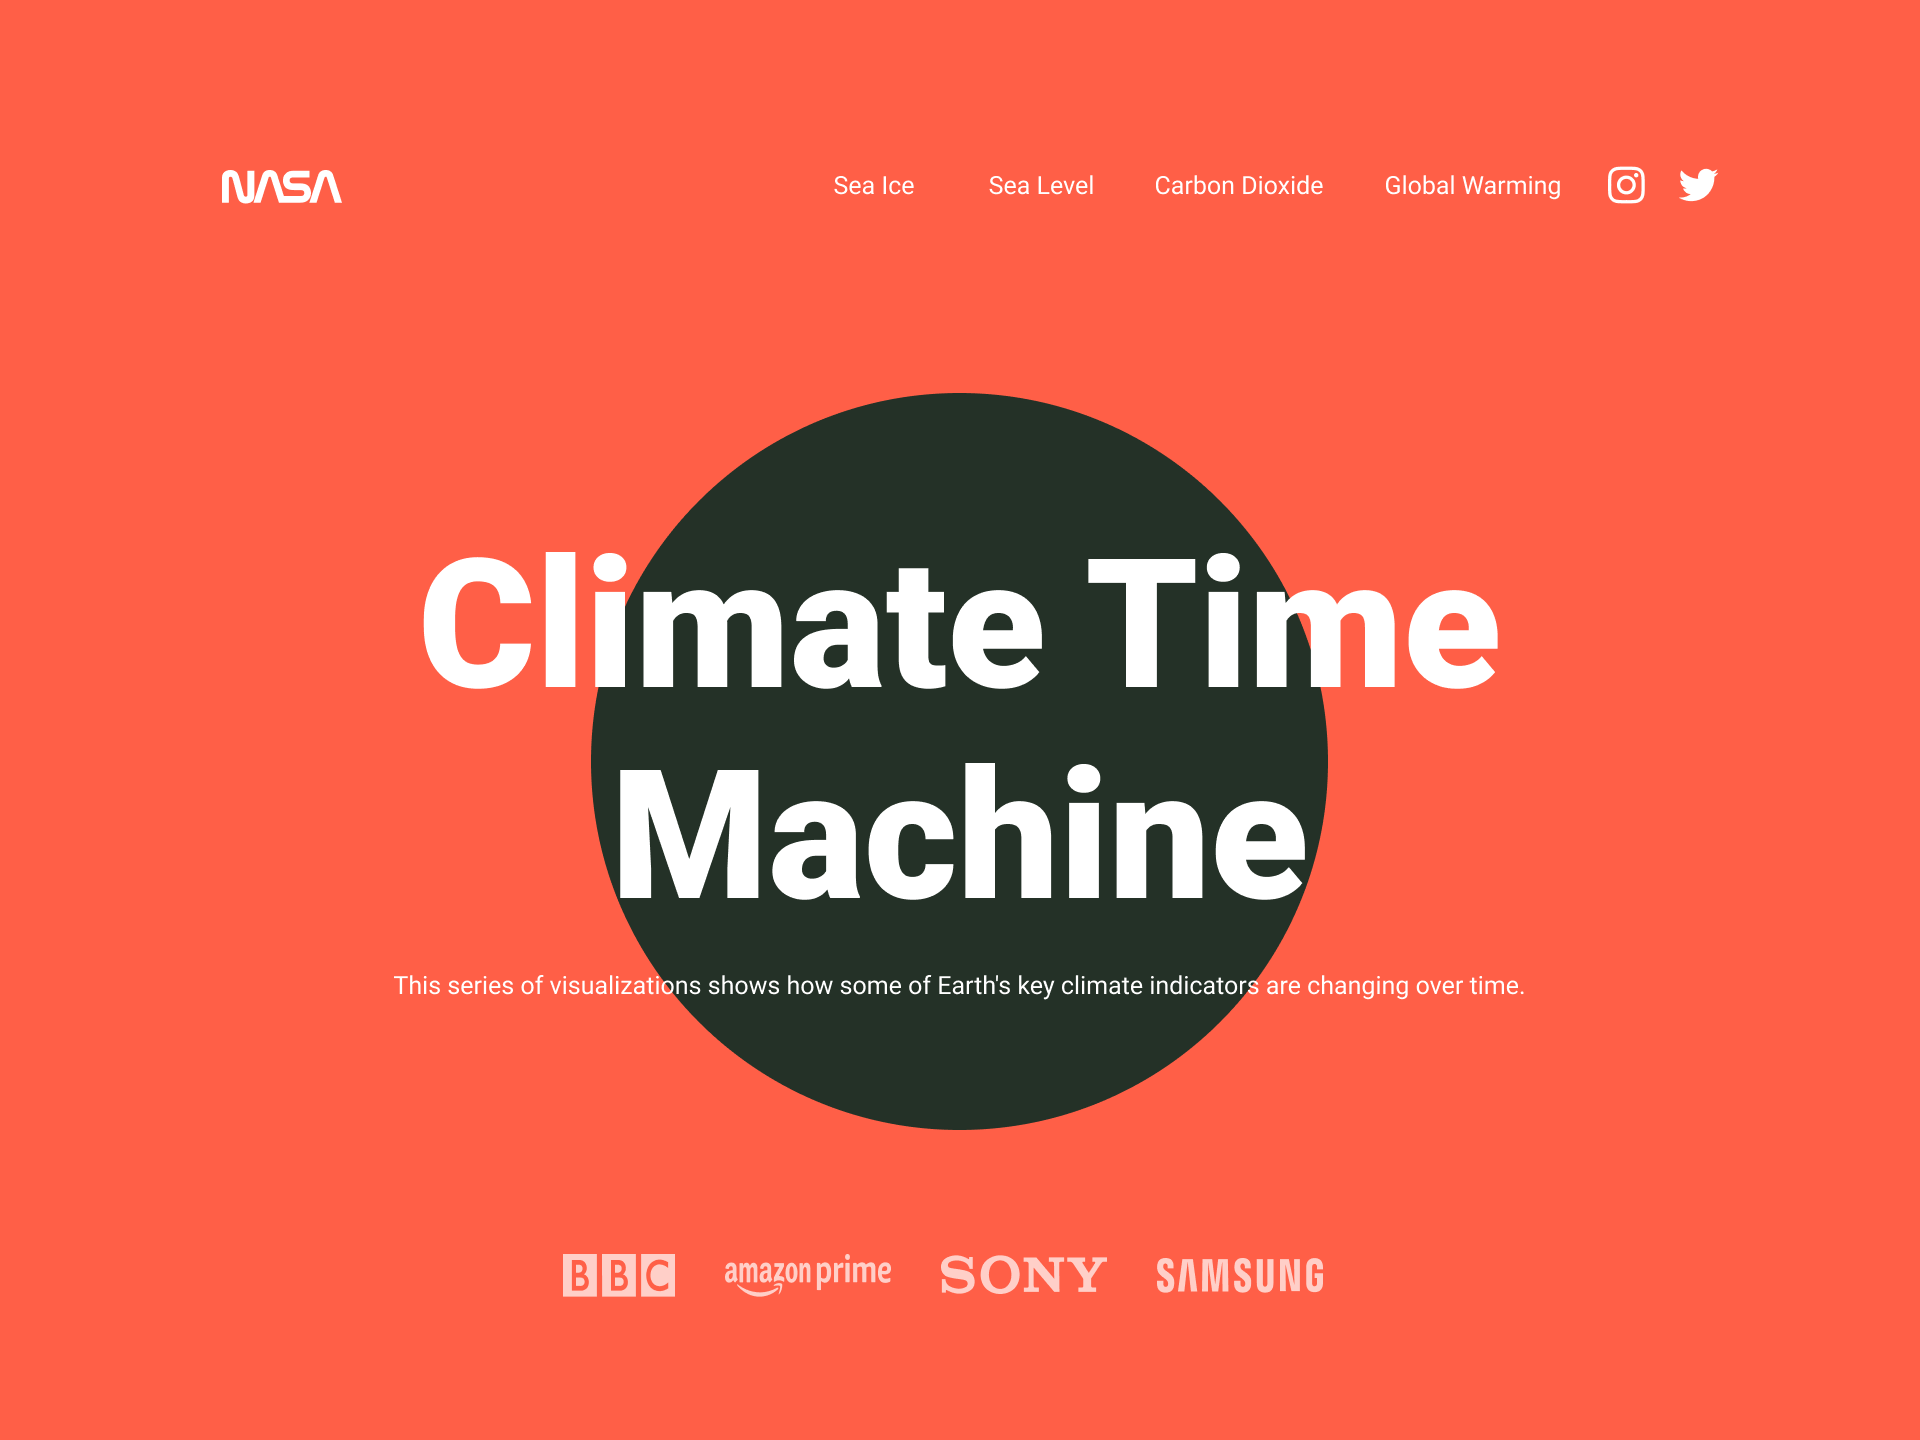 NASA
Sea Ice
Sea Level
Carbon Dioxide
Global Warming
Climate Time
Machine
This series of visualizations shows how some of Earth's key climate indicators are changing over time.
BBC
amazon prime
SONY
SAMSUNG